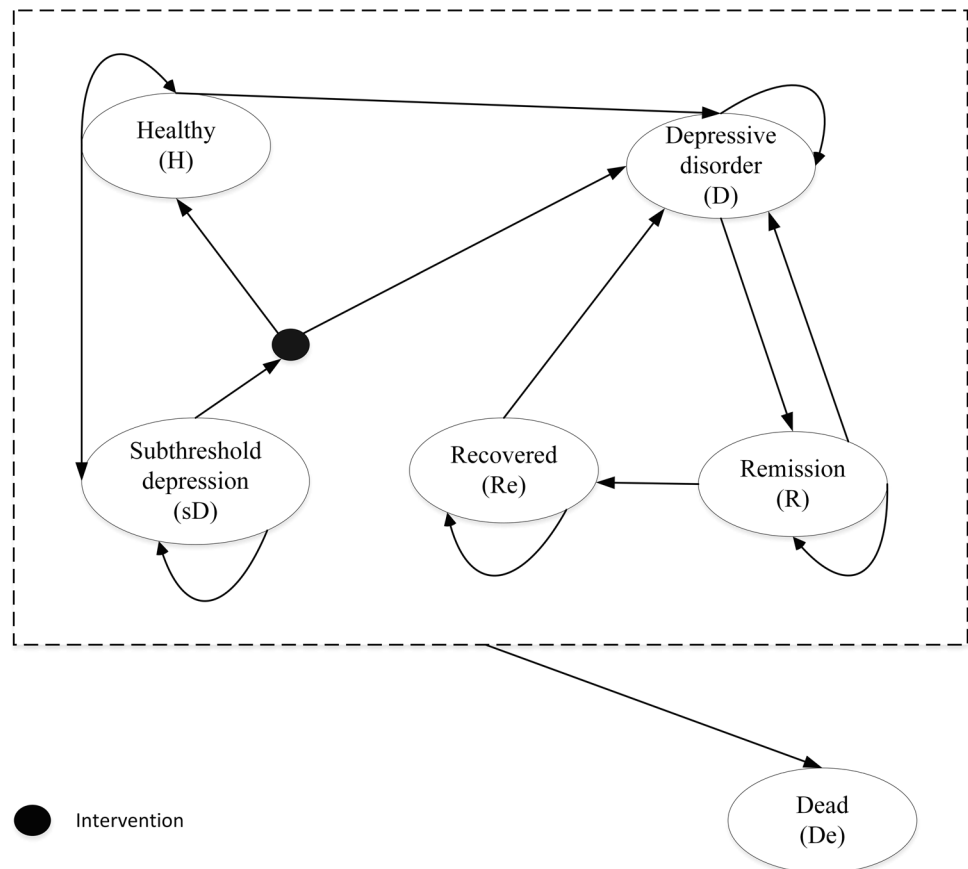 Healthy
(H)
Depressive
disorder
(D)
Subthreshold
depression
(sD)
Recovered
(Re)
Remission
(R)
Dead
(De)
Intervention